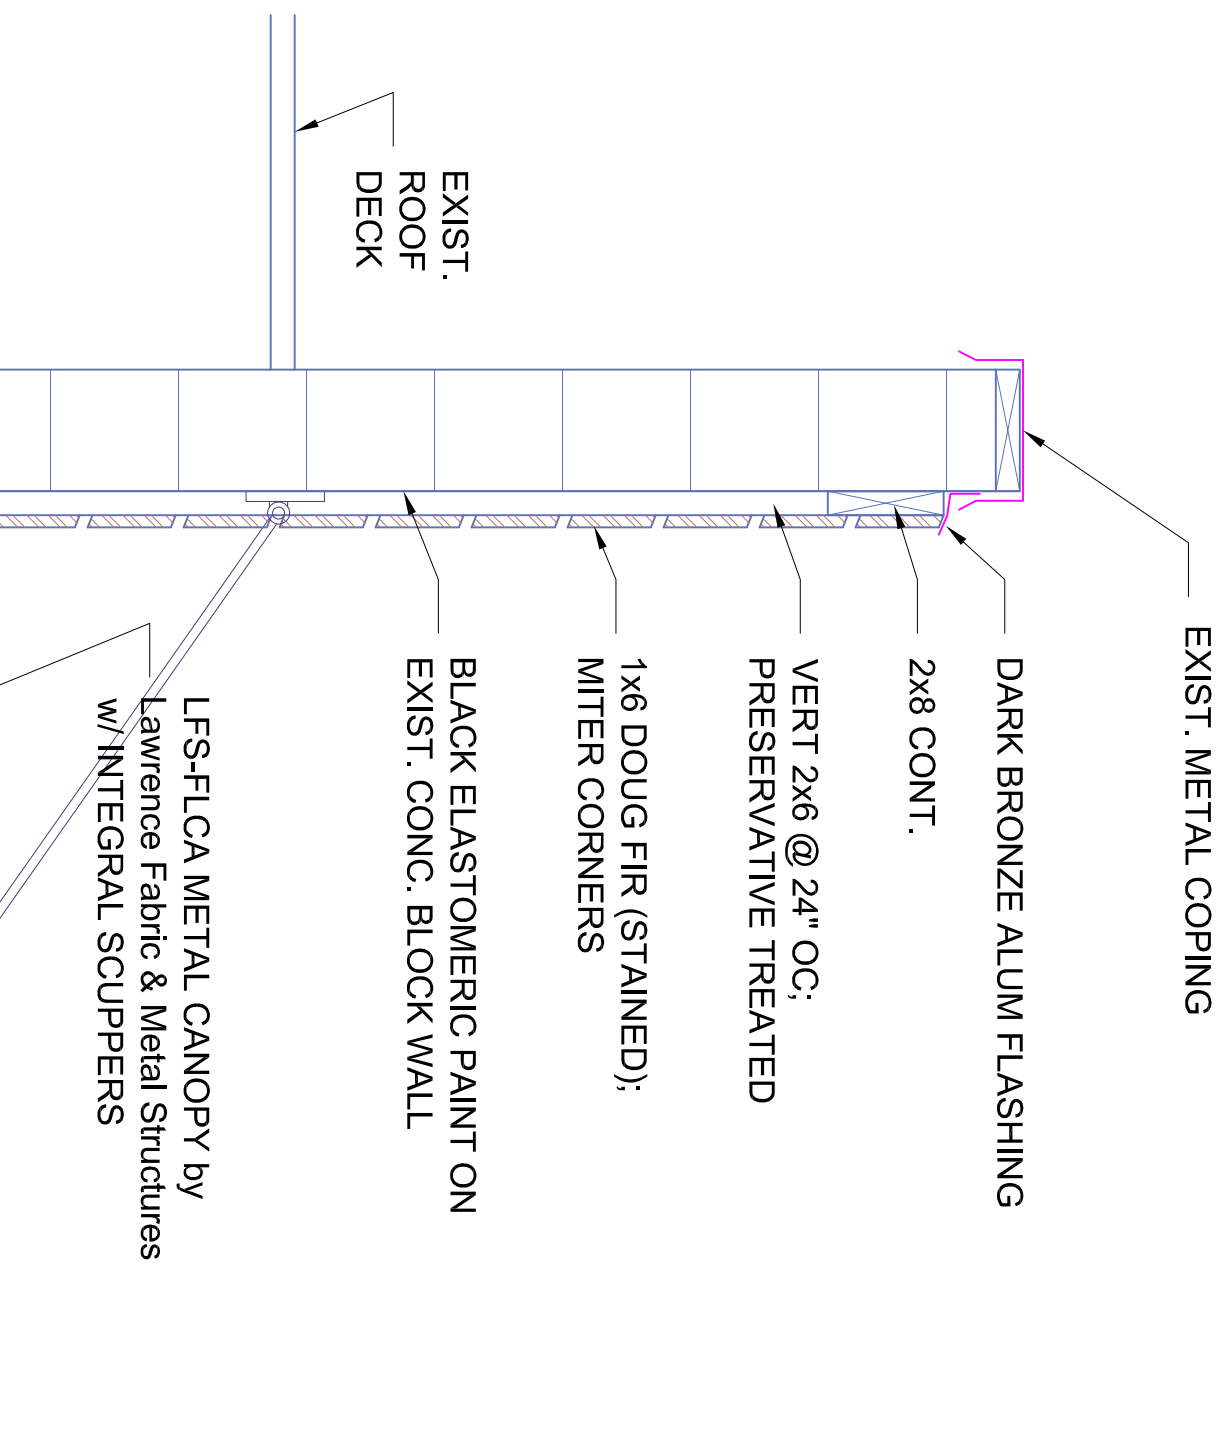 EXIST. METAL COPING
DARK BRONZE ALUM FLASHING
2x8 CONT.
VERT 2x6 @ 24" OC;
PRESERVATIVE TREATED
1x6 DOUG FIR (STAINED);
MITER CORNERS
EXIST.
ROOF
DECK
BLACK ELASTOMERIC PAINT ON
EXIST. CONC. BLOCK WALL
LFS-FLCA METAL CANOPY by
Lawrence Fabric & Metal Structures
w/ INTEGRAL SCUPPERS